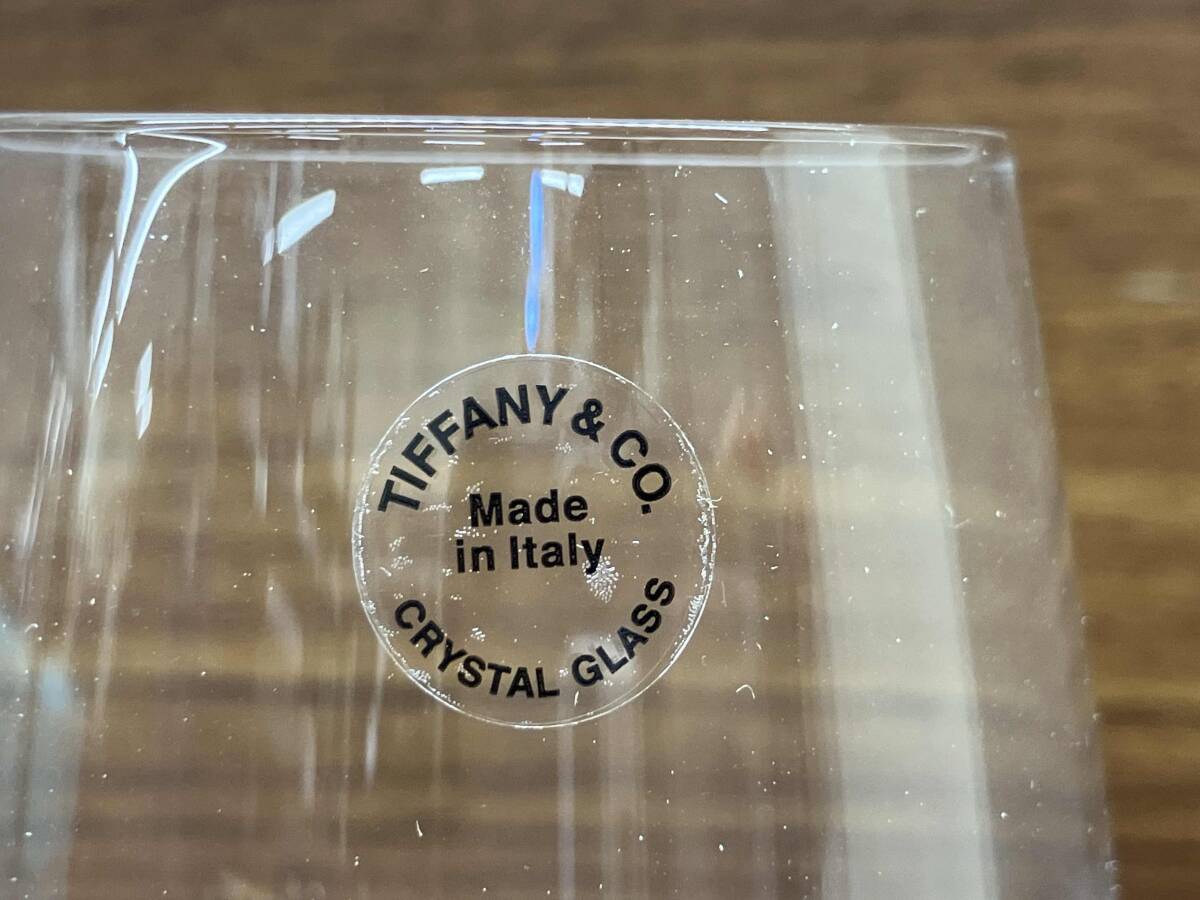 TIFFANY & CO.
Made
in Italy
CRYSTAL GLASS